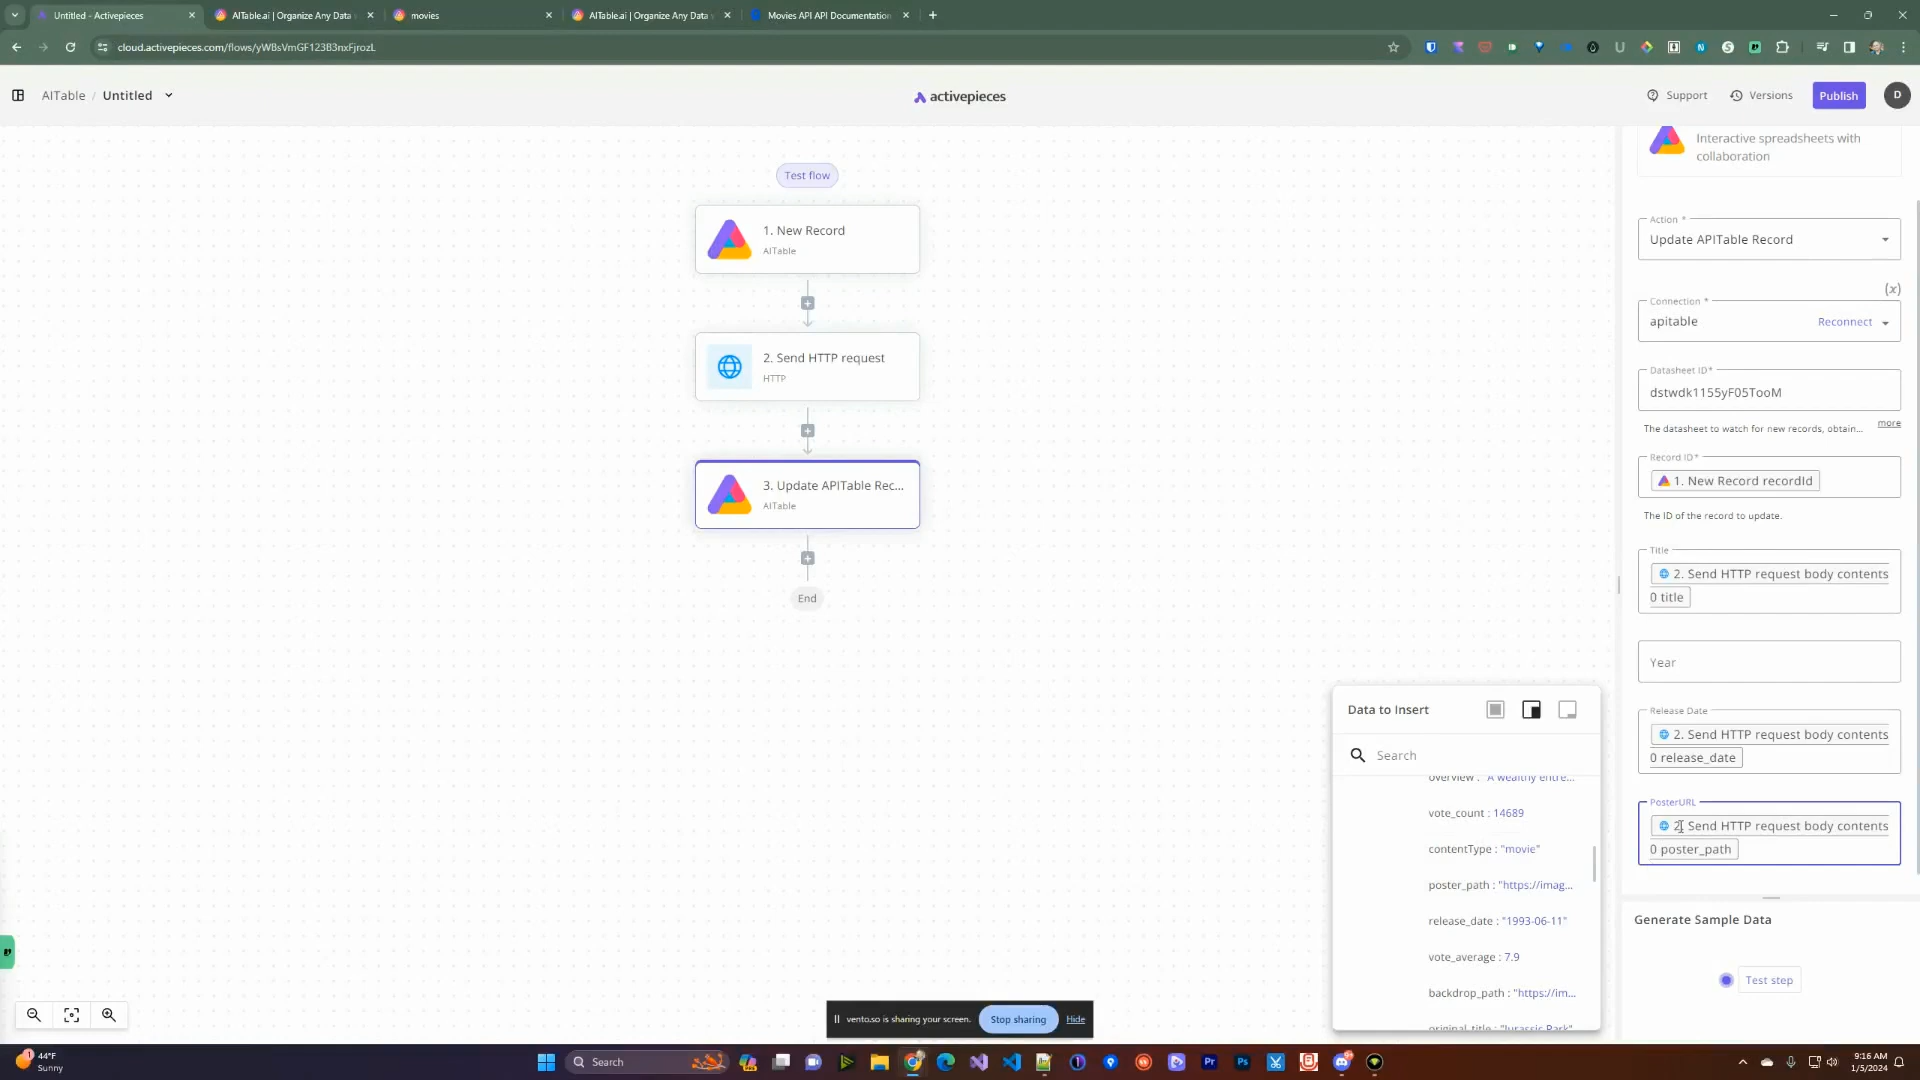 Untitled - Activepieces
AITable.ai | Organize Any Data
movies
AITable.ai | Organize Any Data
Movies API API Documentation
cloud.activepieces.com/flows/yWBsVmGF123B3nxFjrozL
AITable / Untitled
activepieces
Support
Versions
Publish
D
Test flow
1. New Record
AITable
2. Send HTTP request
HTTP
3. Update APITable Rec...
AITable
End
Interactive spreadsheets with
collaboration
Action *
Update APITable Record
(x)
Connection *
apitable
Reconnect
Datasheet ID*
dstwdk1155yF05TooM
The datasheet to watch for new records, obtain...
more
Record ID*
1. New Record recordId
The ID of the record to update.
Title
2. Send HTTP request body contents
0 title
Year
Release Date
2. Send HTTP request body contents
0 release_date
PosterURL
2. Send HTTP request body contents
0 poster_path
Generate Sample Data
Test step
Data to Insert
Search
overview : "A wealthy entre...
vote_count : 14689
contentType : "movie"
poster_path : "https://imag...
release_date : "1993-06-11"
vote_average : 7.9
backdrop_path : "https://im...
original_title : "Jurassic Park"
vento.so is sharing your screen.
Stop sharing
Hide
44°F
Sunny
Search
9:16 AM
1/5/2024